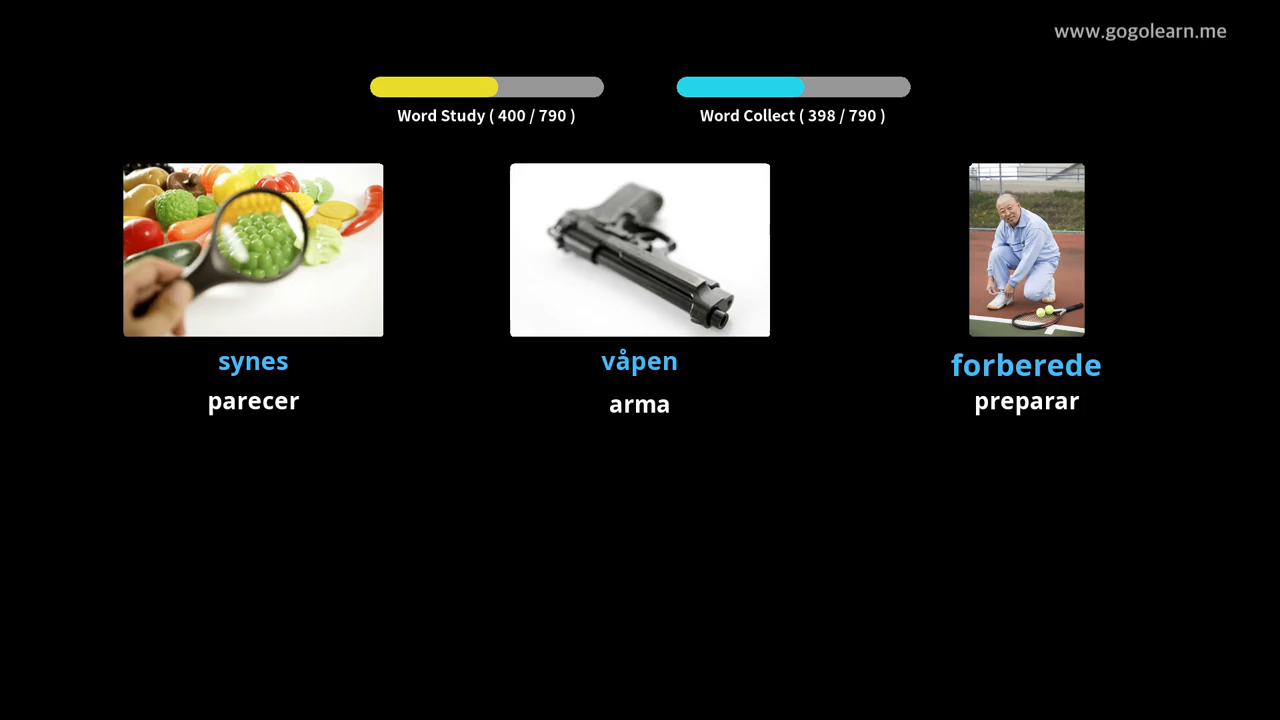 www.gogolearn.me
Word Study ( 400 / 790 )
Word Collect ( 398 / 790 )
synes
parecer
våpen
arma
forberede
preparar